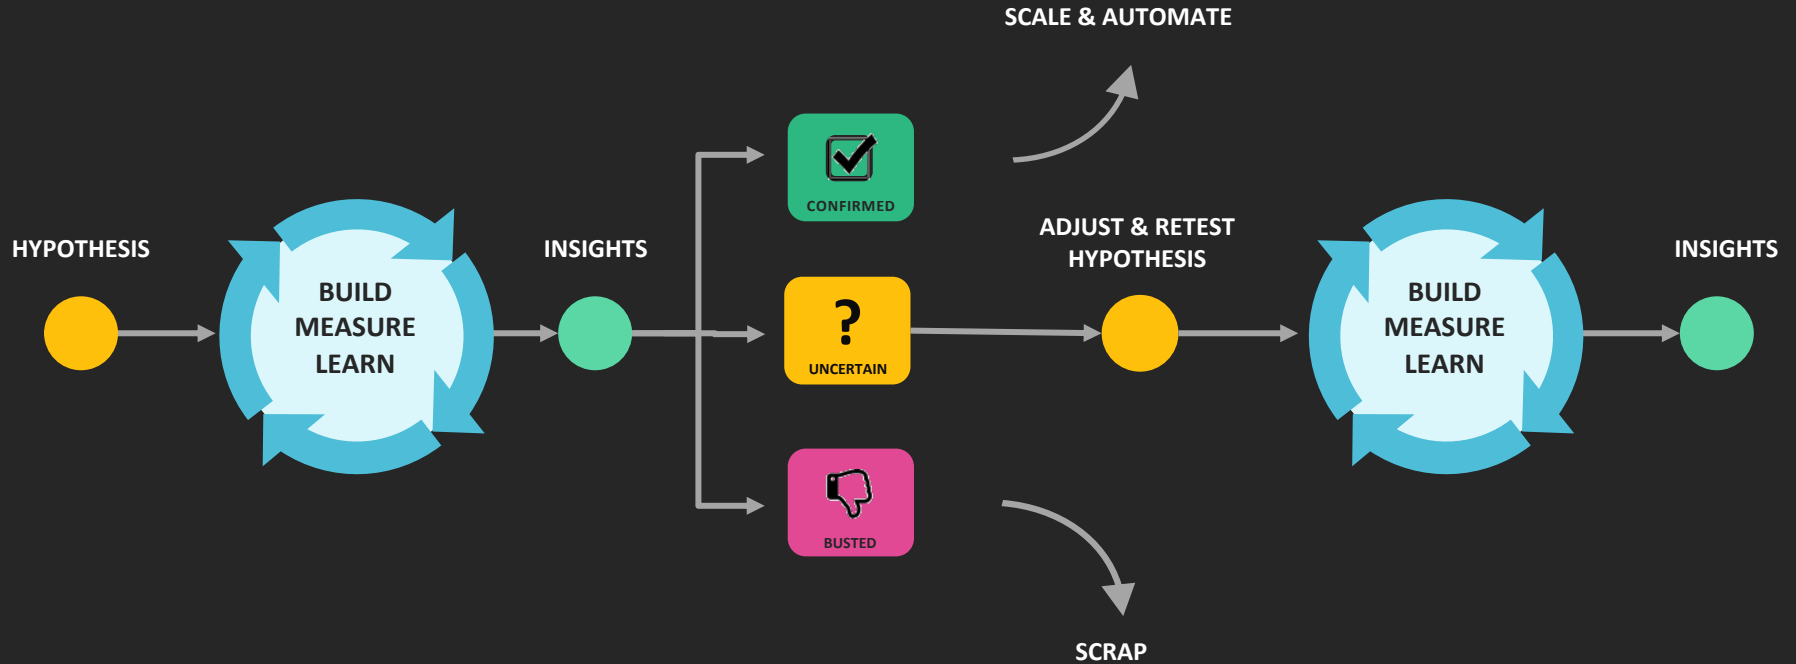 SCALE & AUTOMATE
HYPOTHESIS
BUILD
MEASURE
LEARN
INSIGHTS
CONFIRMED
?
UNCERTAIN
BUSTED
ADJUST & RETEST
HYPOTHESIS
BUILD
MEASURE
LEARN
INSIGHTS
SCRAP